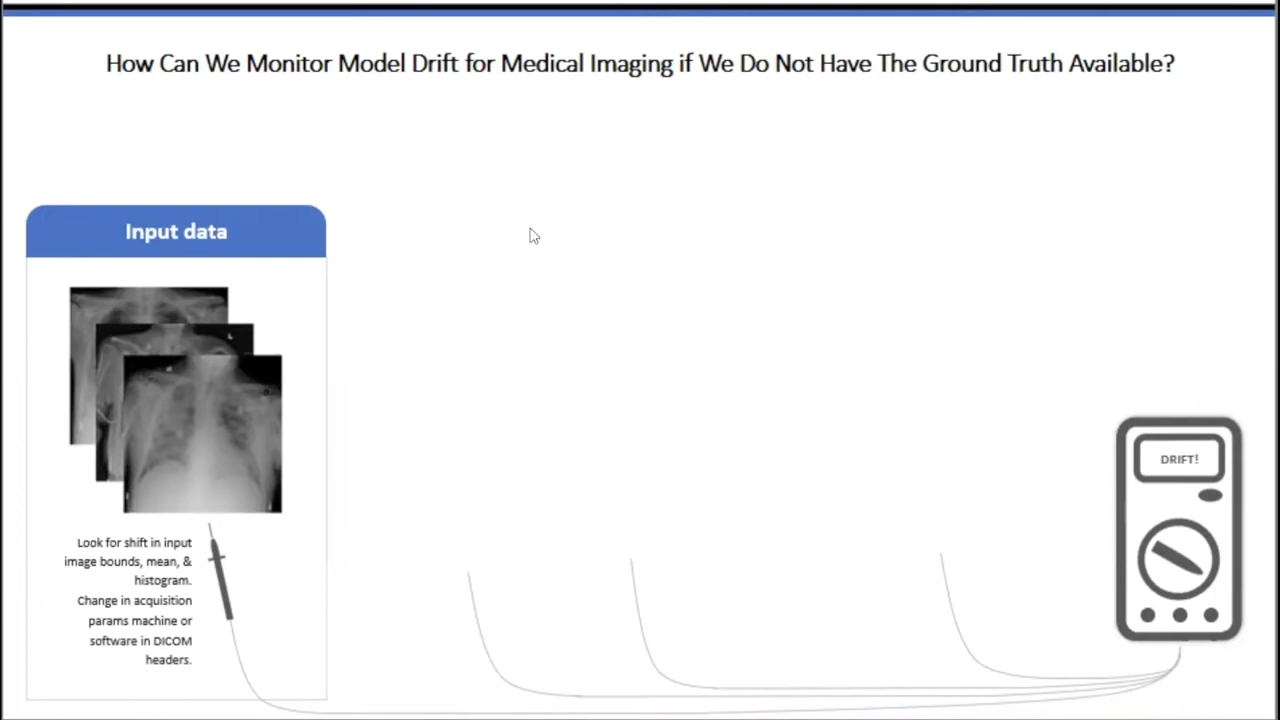 How Can We Monitor Model Drift for Medical Imaging if We Do Not Have The Ground Truth Available?
Input data
Look for shift in input
image bounds, mean, &
histogram.
Change in acquisition
params machine or
software in DICOM
headers.
DRIFT!